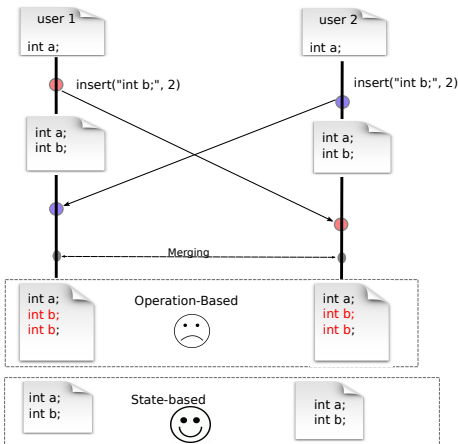 user 1
user 2
int a;
int a;
insert("int b;", 2)
insert("int b;", 2)
int a;
int b;
int a;
int b;
Merging
int a;
int b;
int b;
Operation-Based
int a;
int b;
int b;
int a;
int b;
State-based
int a;
int b;